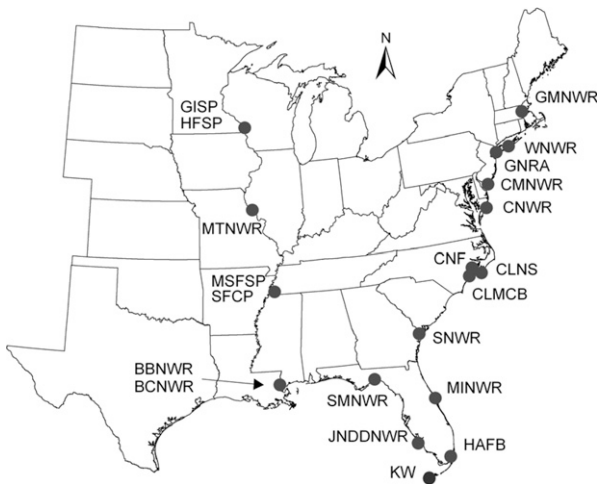 N
GISP
HFSP
GMNWR
WNWR
GNRA
CMNWR
CNWR
MTNWR
CNF
CLNS
CLMCB
MSFSP
SFCP
SNWR
BBNWR
BCNWR
SMNWR
MINWR
JNDDNWR
HAFB
KW